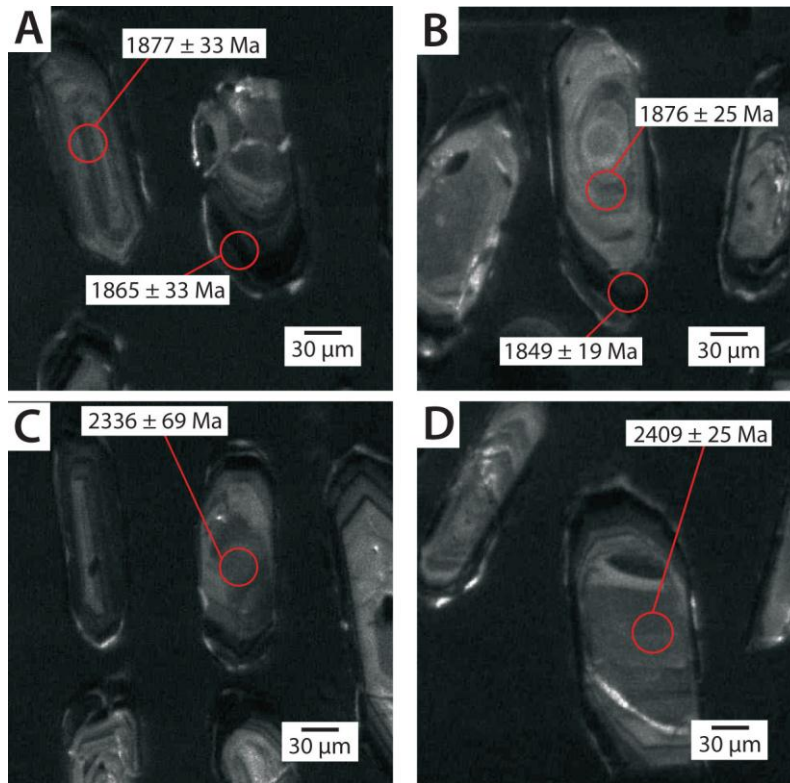 A
1877 ± 33 Ma
1865 ± 33 Ma
30 µm
B
1876 ± 25 Ma
1849 ± 19 Ma
30 µm
C
2336 ± 69 Ma
30 µm
D
2409 ± 25 Ma
30 µm